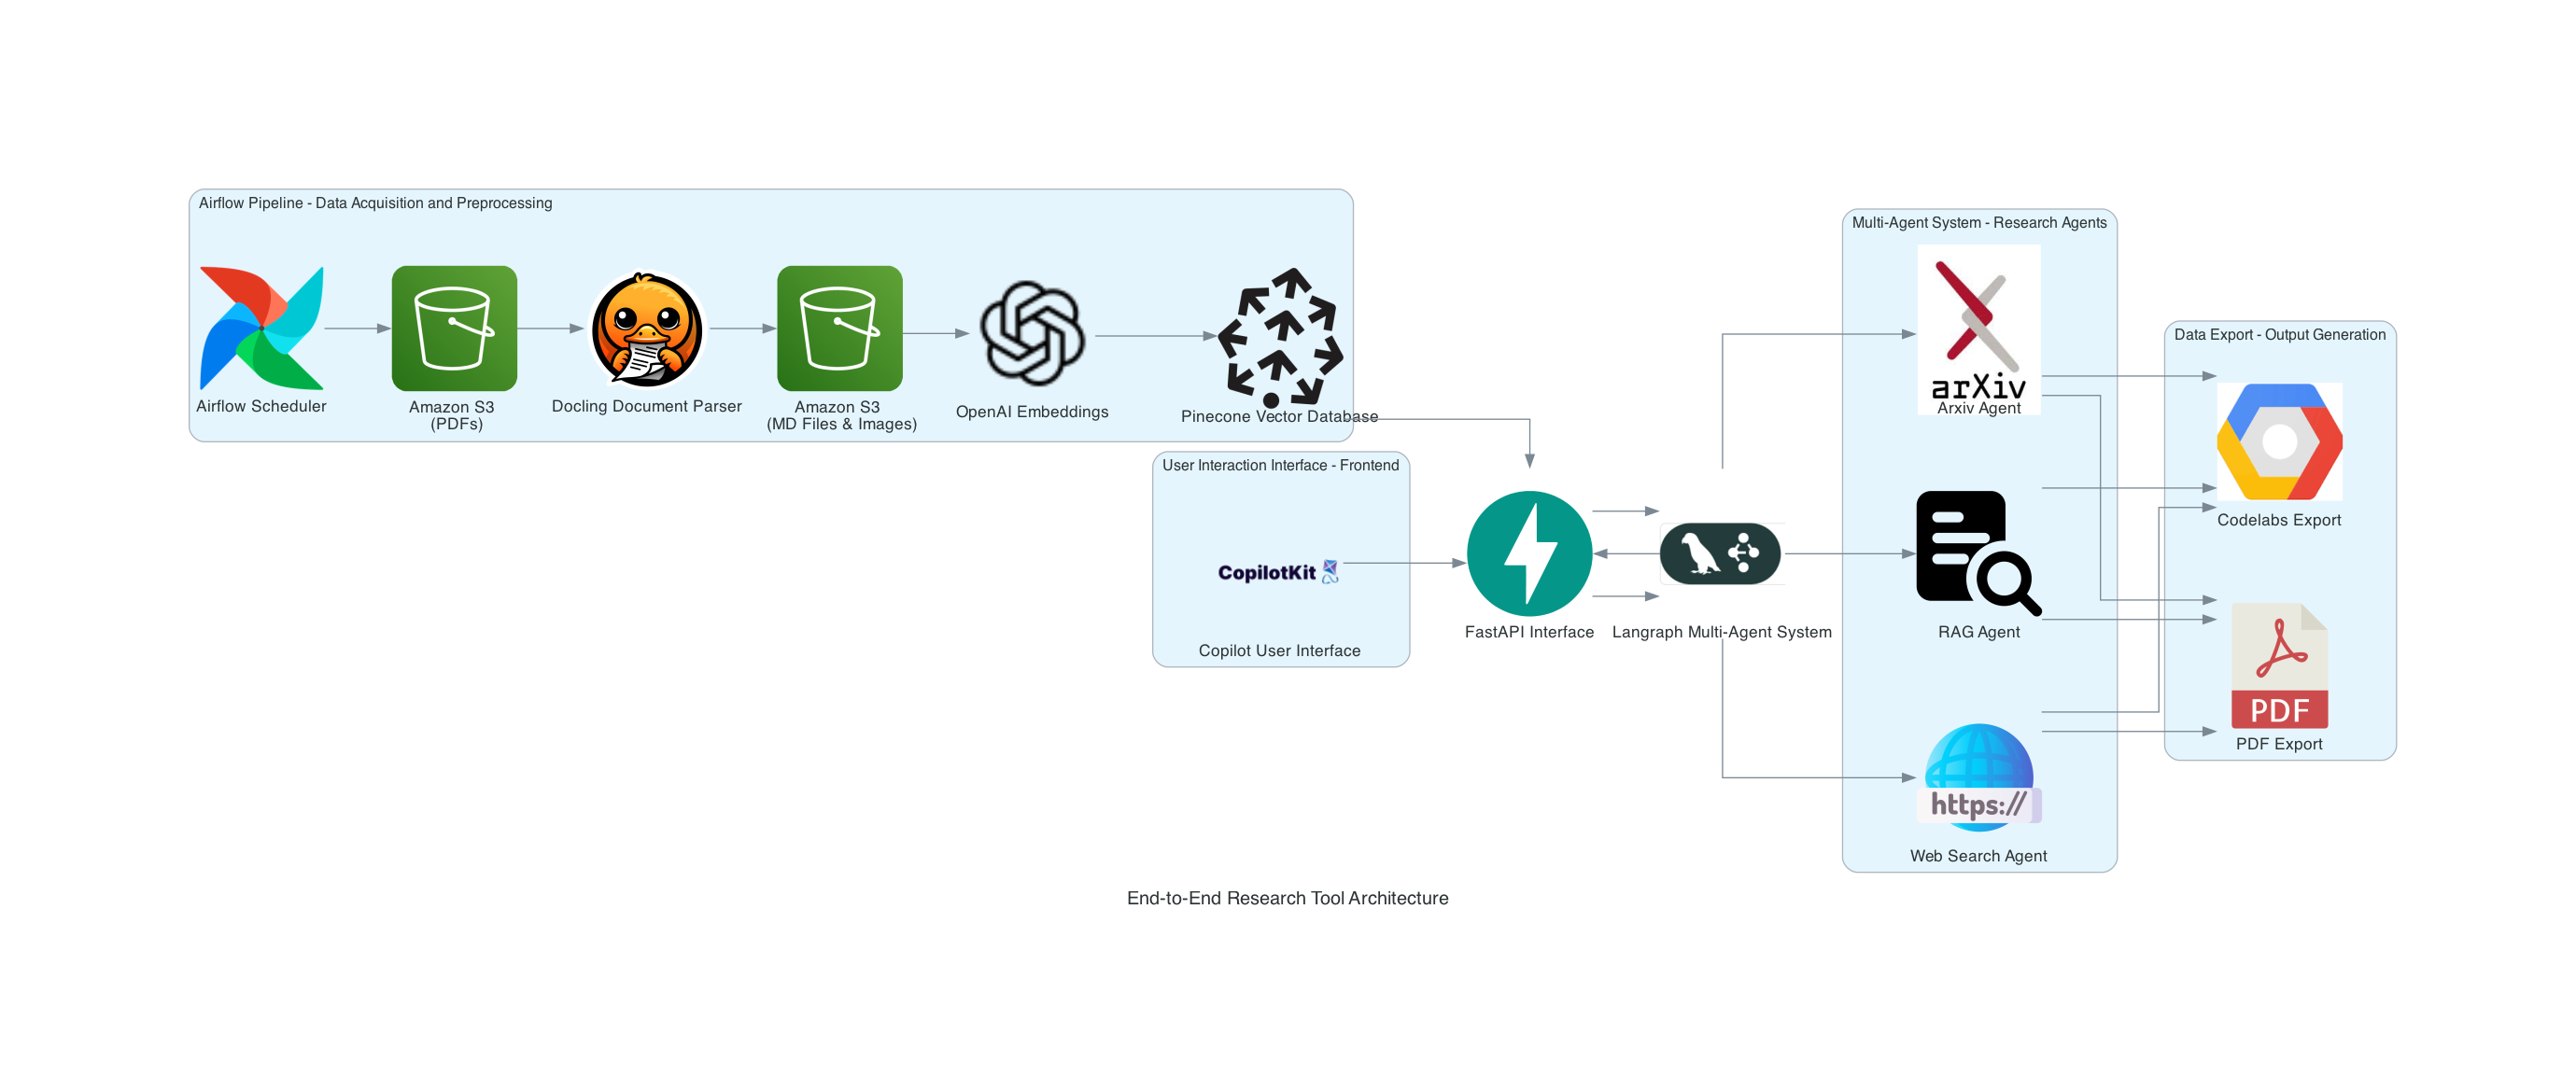 Airflow Pipeline - Data Acquisition and Preprocessing
Airflow Scheduler
Amazon S3
(PDFs)
Docling Document Parser
Amazon S3
(MD Files & Images)
OpenAI Embeddings
Pinecone Vector Database
User Interaction Interface - Frontend
CopilotKit
Copilot User Interface
FastAPI Interface
Langraph Multi-Agent System
Multi-Agent System - Research Agents
arXiv
Arxiv Agent
RAG Agent
https://
Web Search Agent
Data Export - Output Generation
Codelabs Export
PDF
PDF Export
End-to-End Research Tool Architecture